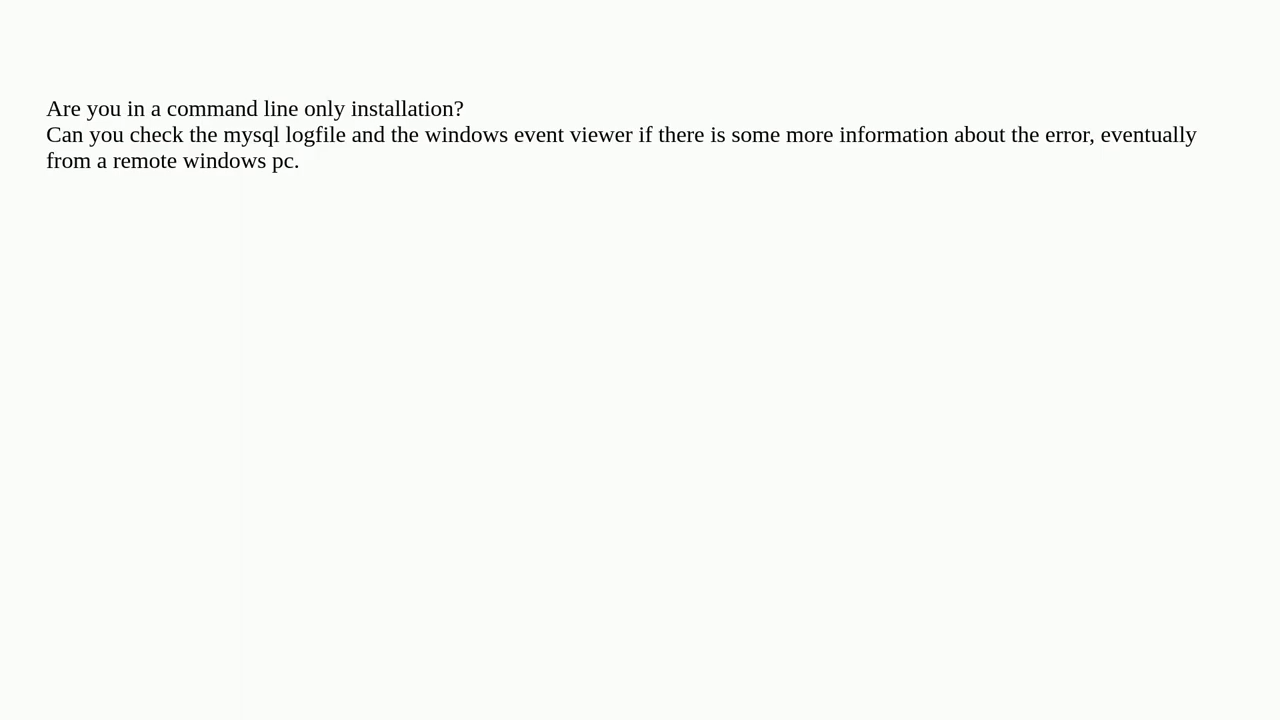 Are you in a command line only installation?
Can you check the mysql logfile and the windows event viewer if there is some more information about the error, eventually
from a remote windows pc.